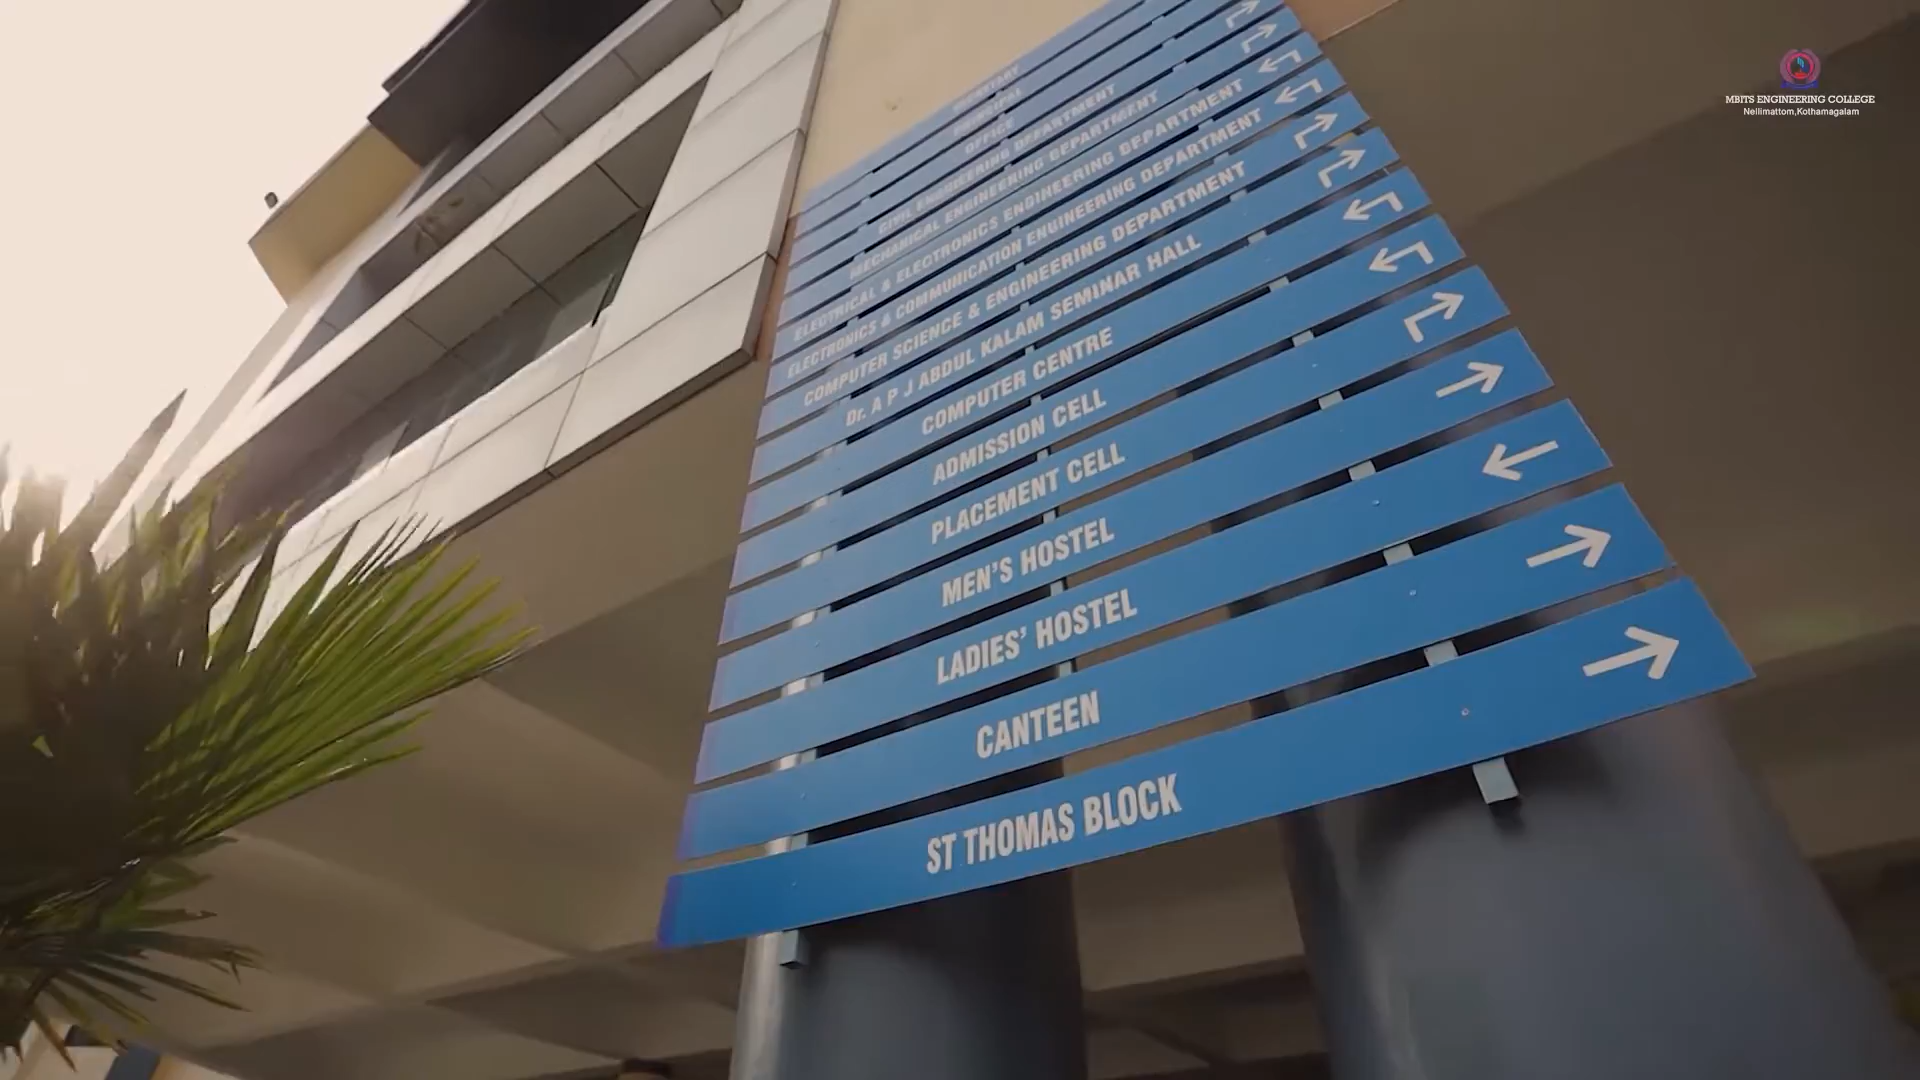 SECRETARY
PRINCIPAL
OFFICE
CIVIL ENGINEERING DEPARTMENT
MECHANICAL ENGINEERING DEPARTMENT
ELECTRICAL & ELECTRONICS ENGINEERING DEPARTMENT
ELECTRONICS & COMMUNICATION ENGINEERING DEPARTMENT
COMPUTER SCIENCE & ENGINEERING DEPARTMENT
Dr. A P J ABDUL KALAM SEMINAR HALL
COMPUTER CENTRE
ADMISSION CELL
PLACEMENT CELL
MEN'S HOSTEL
LADIES' HOSTEL
CANTEEN
ST THOMAS BLOCK
MBITS ENGINEERING COLLEGE
Nellimattom,Kothamagalam